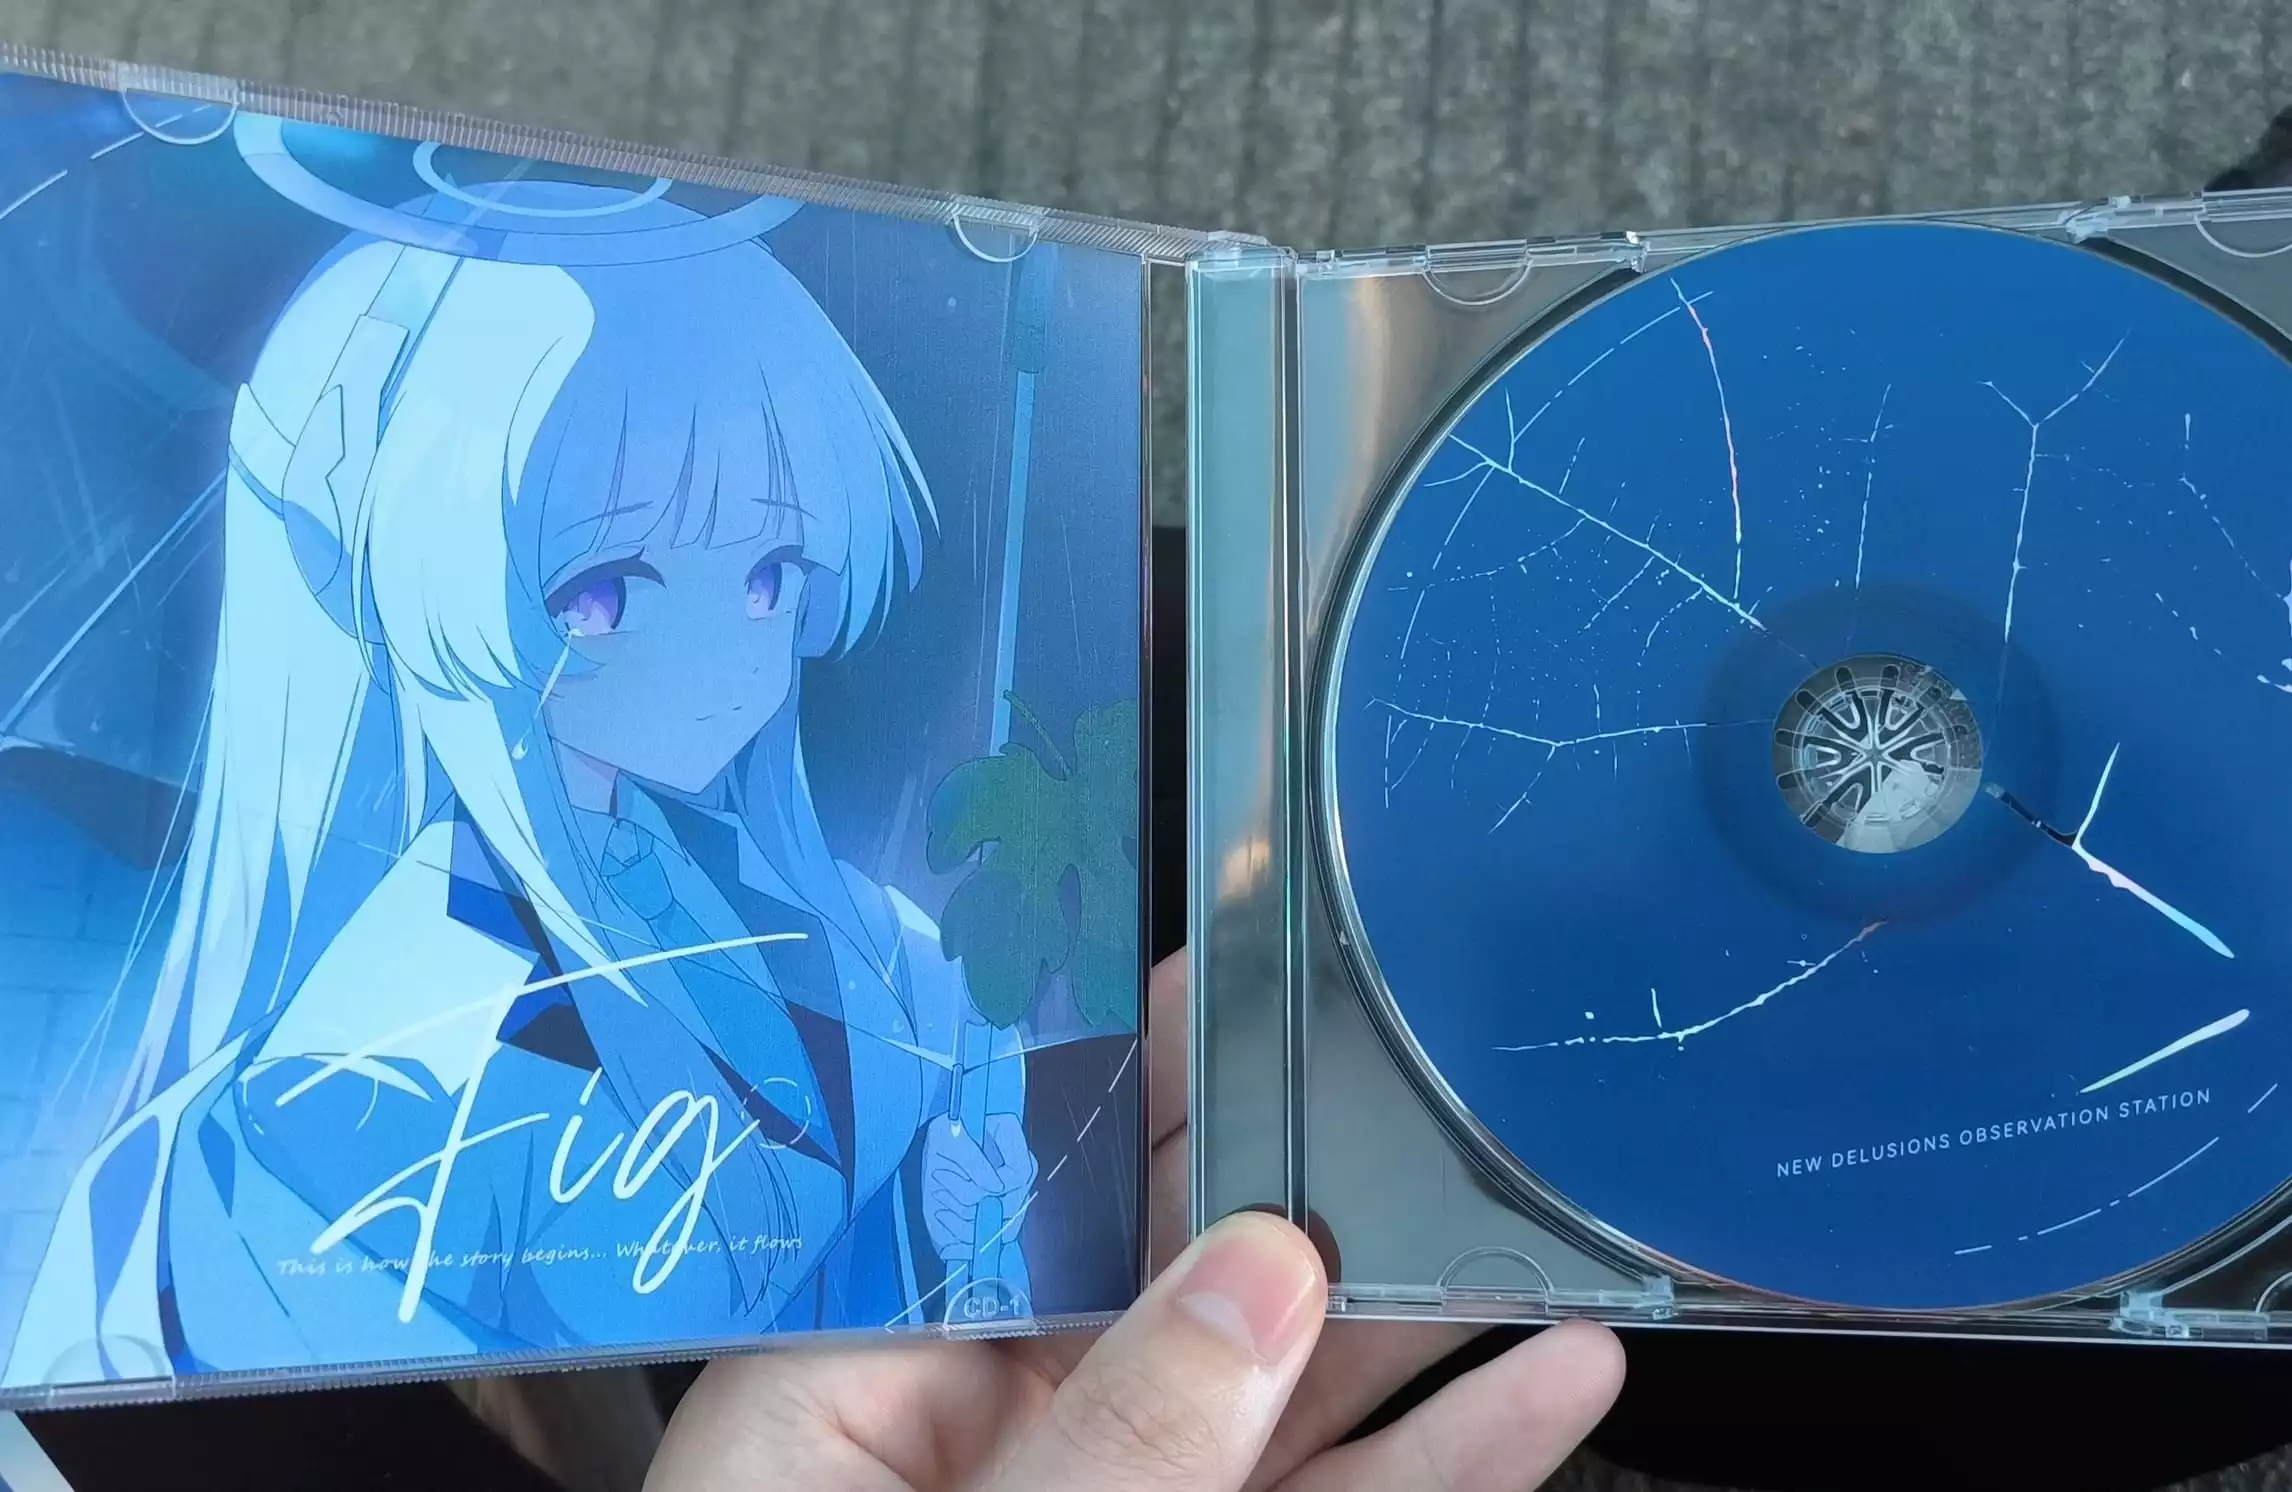 Fig
This is how the story begins... Whatever, it flows
CD-1
NEW DELUSIONS OBSERVATION STATION